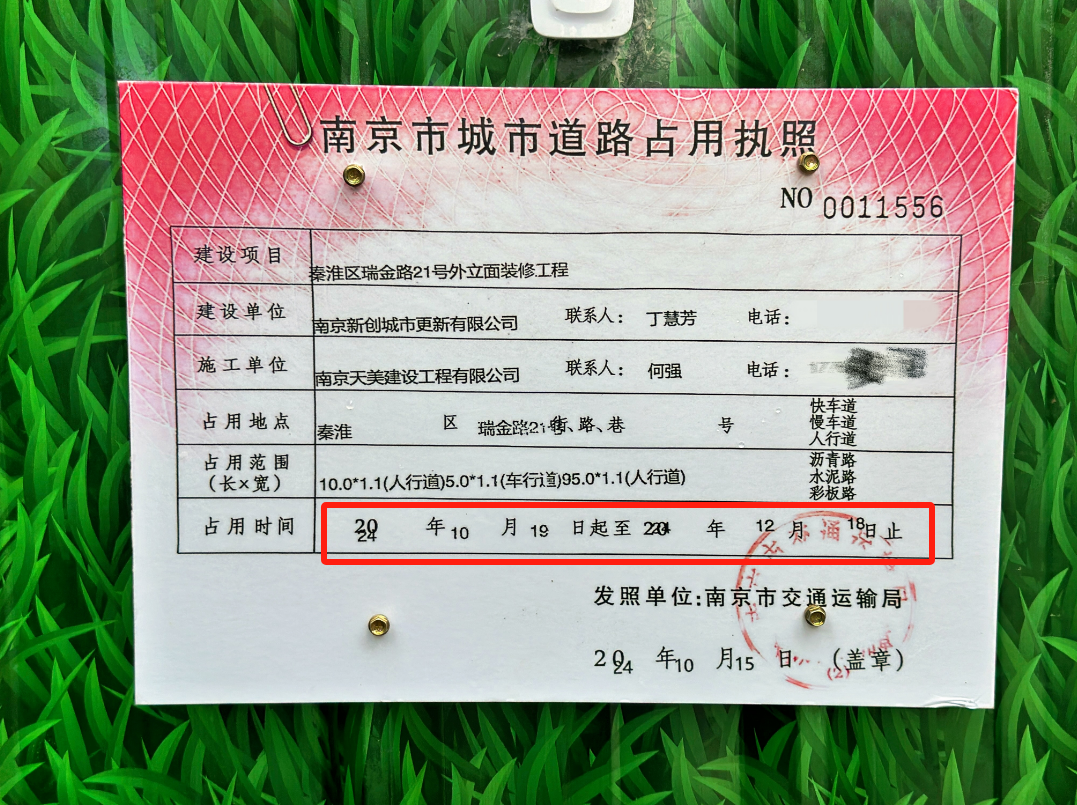 南京市城市道路占用执照
NO 0011556
建设项目 秦淮区瑞金路21号外立面装修工程
建设单位 南京新创城市更新有限公司 联系人： 丁慧芳 电话：
施工单位 南京天美建设工程有限公司 联系人： 何强 电话：
占用地点 秦淮 区 瑞金路21号 街、路、巷 号 快车道
慢车道
人行道
占用范围 沥青路
（长×宽） 10.0*1.1(人行道)5.0*1.1(车行道)95.0*1.1(人行道) 水泥路
彩板路
占用时间 2024 年 10 月 19 日起至 2024 年 12 月 18 日止
发照单位:南京市交通运输局
2024 年 10 月 15 日 （盖章）
(2)